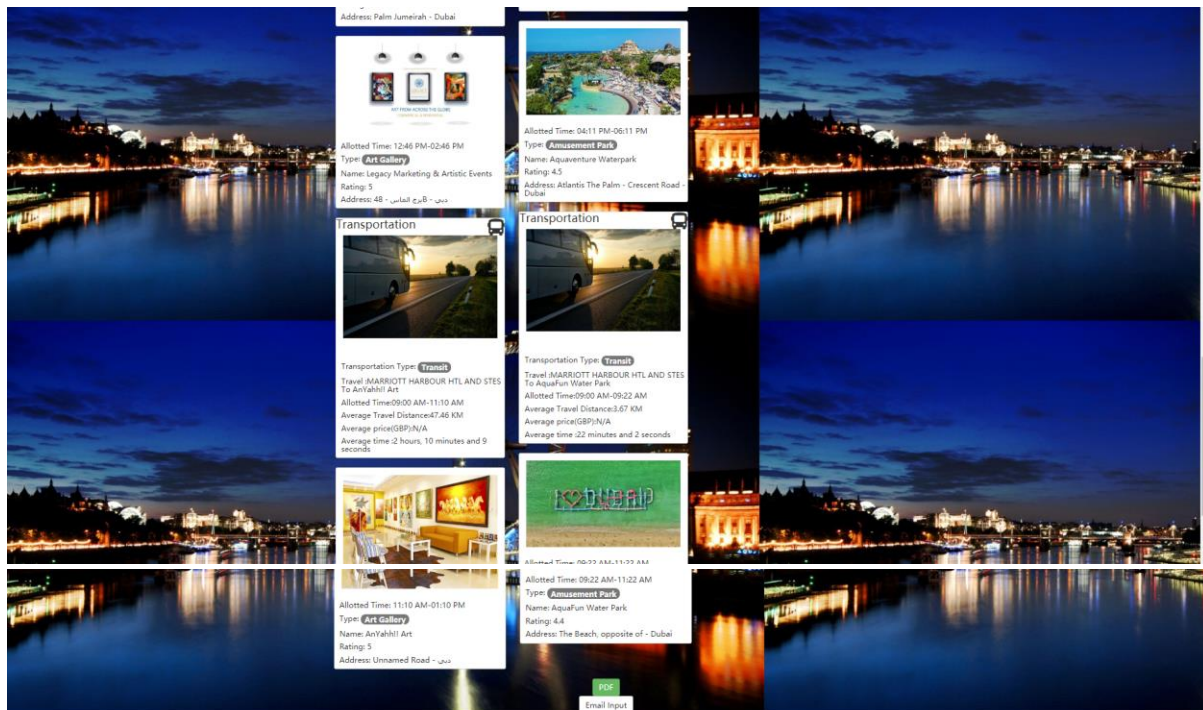 Address: Palm Jumeirah - Dubai
ART FROM ACROSS THE GLOBE
Allotted Time: 12:46 PM-02:46 PM
Type: Art Gallery
Name: Legacy Marketing & Artistic Events
Rating: 5
Address: 48 - برج الماس - دبي
Transportation
Transportation Type: Transit
Travel :MARRIOTT HARBOUR HTL AND STES
To AnYahh!! Art
Allotted Time:09:00 AM-11:10 AM
Average Travel Distance:47.46 KM
Average price(GBP):N/A
Average time :2 hours, 10 minutes and 9
seconds
Allotted Time: 11:10 AM-01:10 PM
Type: Art Gallery
Name: AnYahh!! Art
Rating: 5
Address: Unnamed Road - دبي
Allotted Time: 04:11 PM-06:11 PM
Type: Amusement Park
Name: Aquaventure Waterpark
Rating: 4.5
Address: Atlantis The Palm - Crescent Road -
Dubai
Transportation
Transportation Type: Transit
Travel :MARRIOTT HARBOUR HTL AND STES
To AquaFun Water Park
Allotted Time:09:00 AM-09:22 AM
Average Travel Distance:3.67 KM
Average price(GBP):N/A
Average time :22 minutes and 2 seconds
Allotted Time: 09:22 AM-11:22 AM
Allotted Time: 09:22 AM-11:22 AM
Type: Amusement Park
Name: AquaFun Water Park
Rating: 4.4
Address: The Beach, opposite of - Dubai
PDF
Email Input